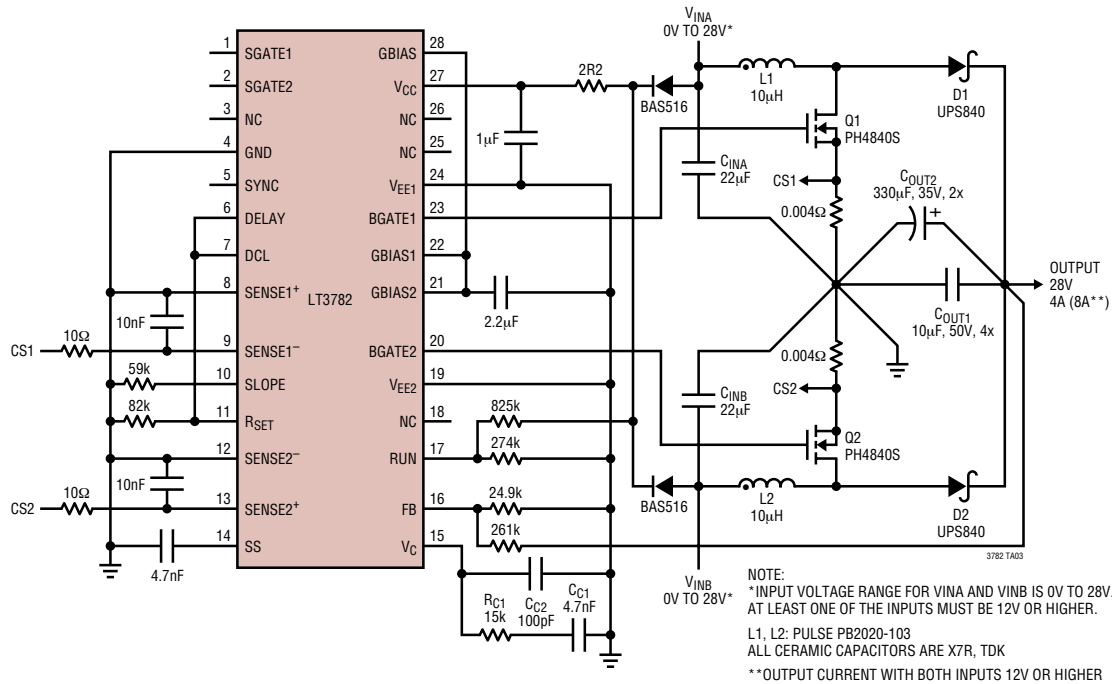 1 SGATE1
2 SGATE2
3 NC
4 GND
5 SYNC
6 DELAY
7 DCL
8 SENSE1+
9 SENSE1–
10 SLOPE
11 RSET
12 SENSE2–
13 SENSE2+
14 SS
LT3782
GBIAS 28
VCC 27
NC 26
NC 25
VEE1 24
BGATE1 23
GBIAS1 22
GBIAS2 21
BGATE2 20
VEE2 19
NC 18
RUN 17
FB 16
VC 15
CS1
10Ω
10nF
59k
82k
CS2
10Ω
10nF
4.7nF
1µF
2R2
BAS516
2.2µF
825k
274k
24.9k
261k
RC1
15k
CC2
100pF
CC1
4.7nF
VINA
0V TO 28V*
L1
10µH
D1
UPS840
Q1
PH4840S
CINA
22µF
CS1
0.004Ω
COUT2
330µF, 35V, 2x
+
OUTPUT
28V
4A (8A**)
COUT1
10µF, 50V, 4x
0.004Ω
CS2
CINB
22µF
Q2
PH4840S
BAS516
L2
10µH
D2
UPS840
3782 TA03
VINB
0V TO 28V*
NOTE:
*INPUT VOLTAGE RANGE FOR VINA AND VINB IS 0V TO 28V.
AT LEAST ONE OF THE INPUTS MUST BE 12V OR HIGHER.
L1, L2: PULSE PB2020-103
ALL CERAMIC CAPACITORS ARE X7R, TDK
**OUTPUT CURRENT WITH BOTH INPUTS 12V OR HIGHER